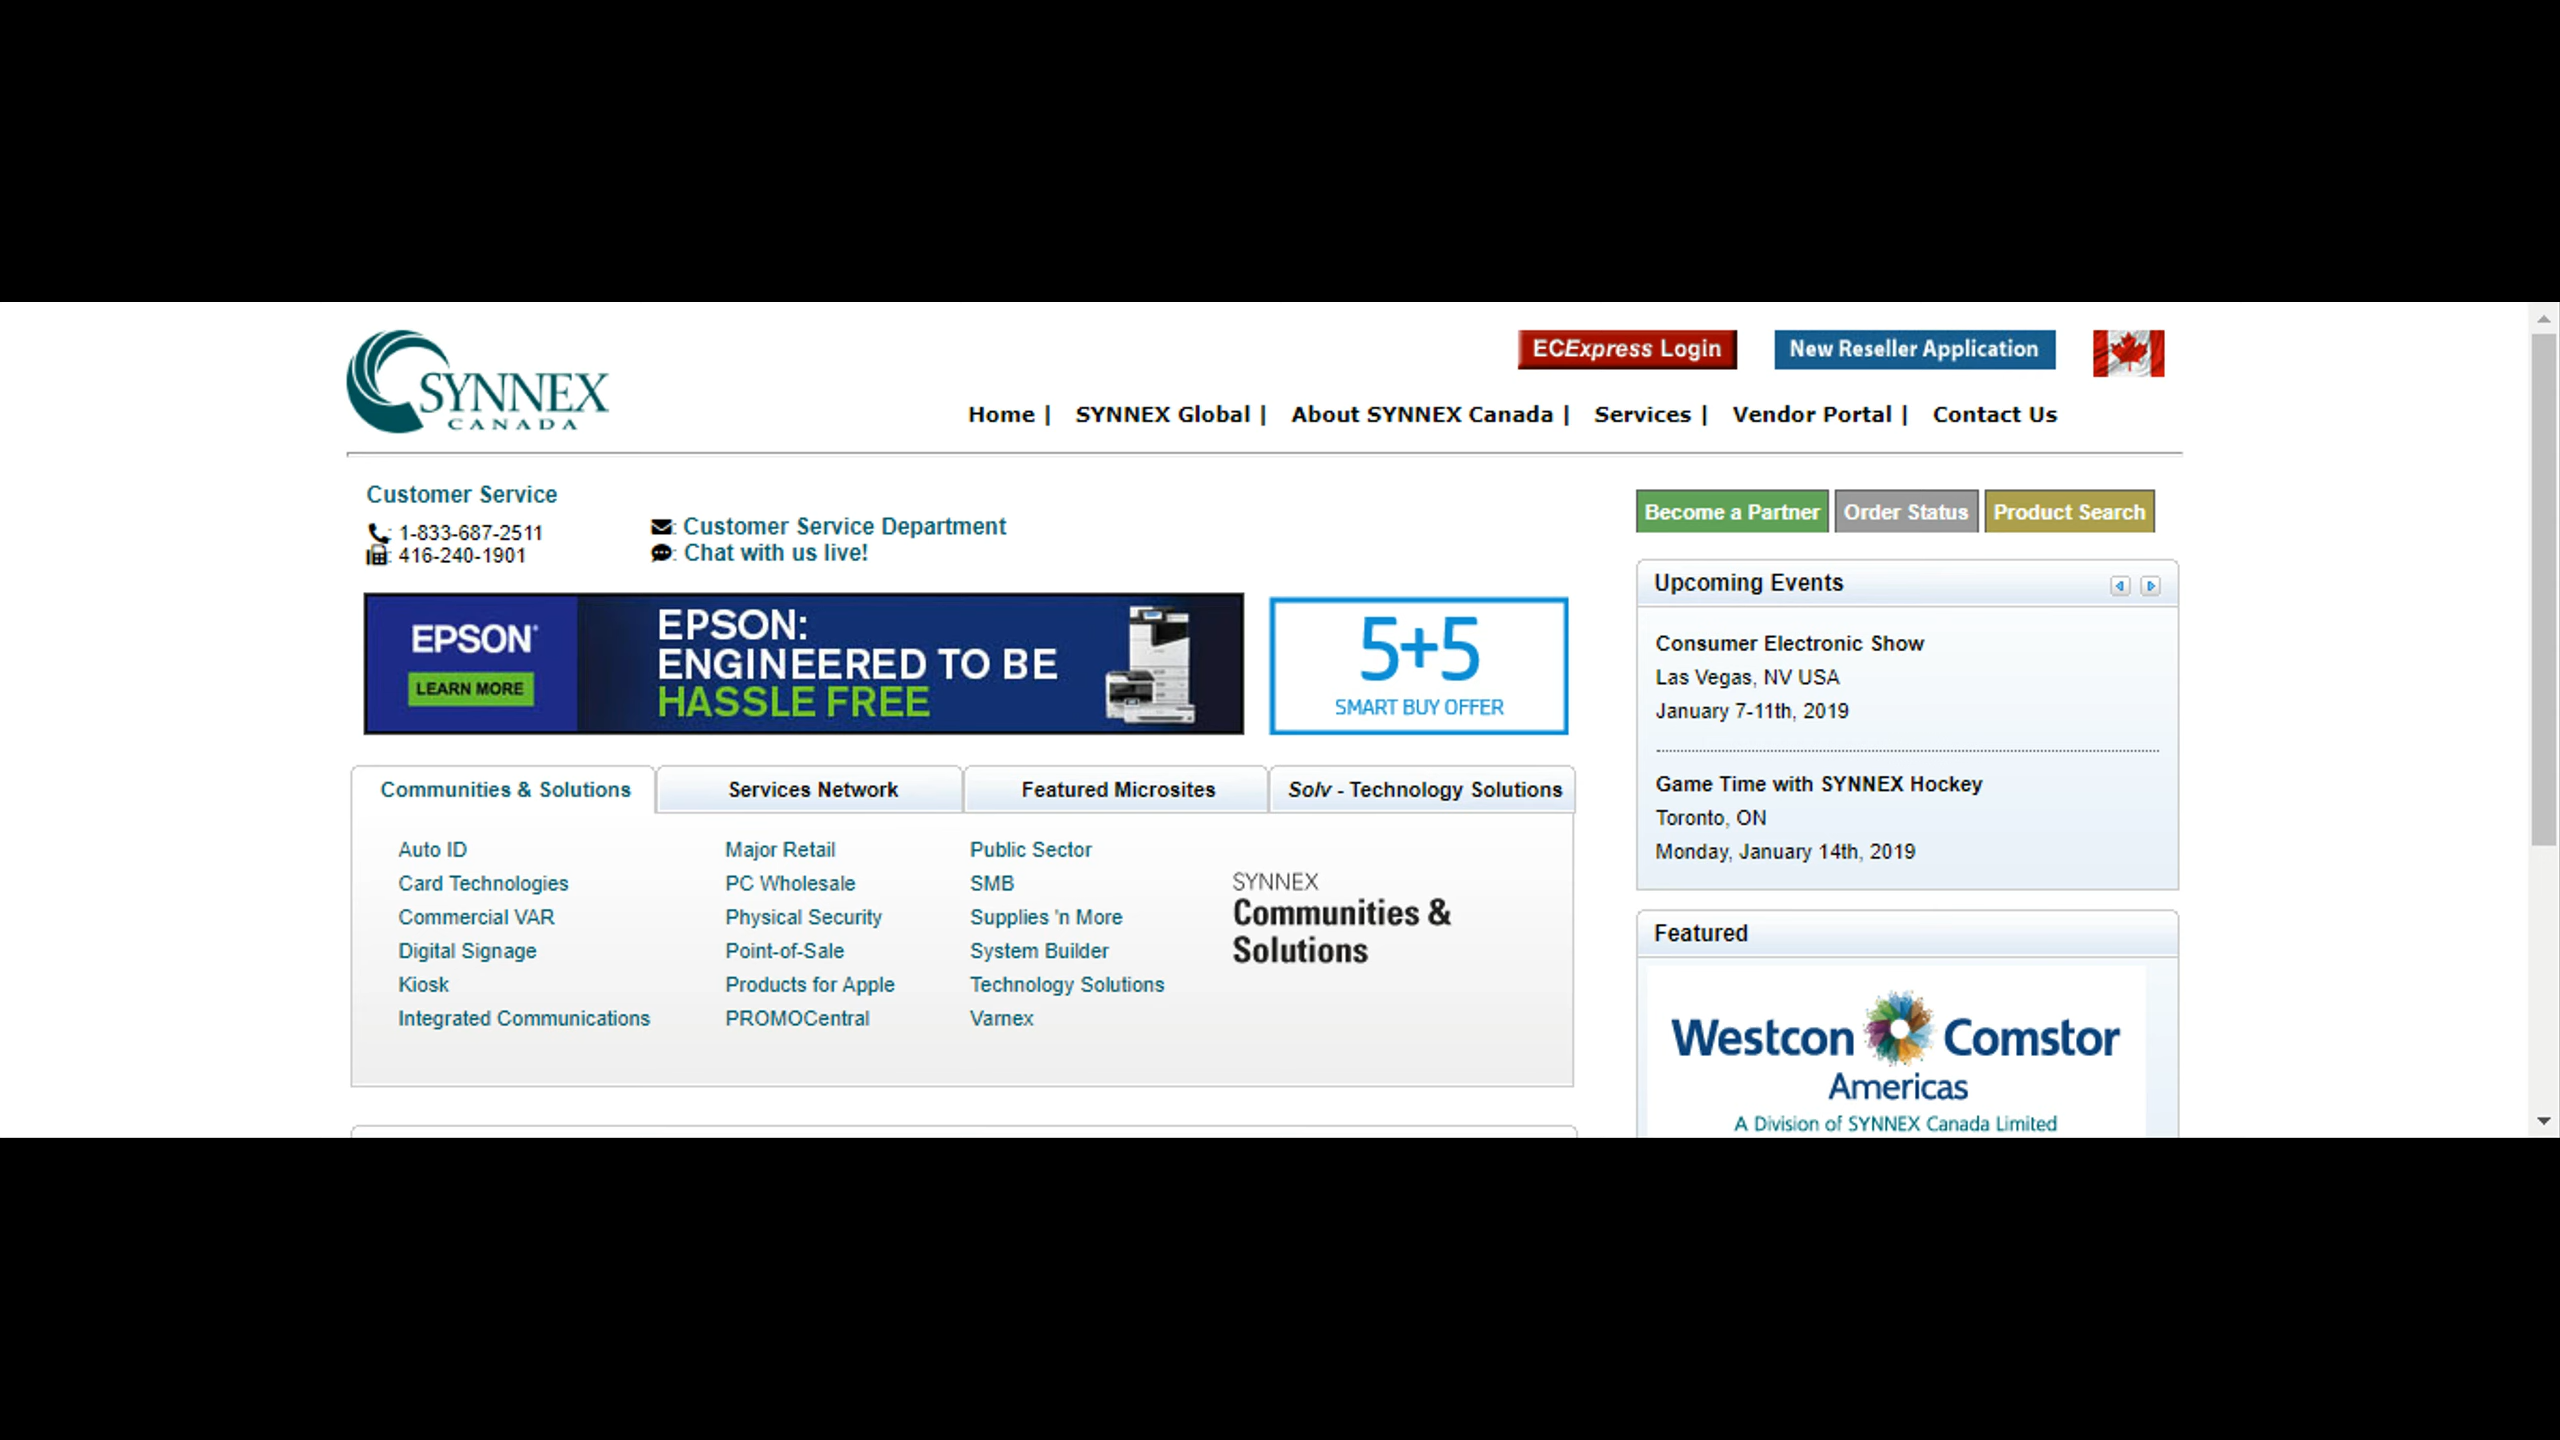 SYNNEX
CANADA
ECExpress Login
New Reseller Application
Home |
SYNNEX Global |
About SYNNEX Canada |
Services |
Vendor Portal |
Contact Us
Customer Service
: 1-833-687-2511
: 416-240-1901
: Customer Service Department
: Chat with us live!
Become a Partner
Order Status
Product Search
EPSON
LEARN MORE
EPSON:
ENGINEERED TO BE
HASSLE FREE
5+5
SMART BUY OFFER
Communities & Solutions
Services Network
Featured Microsites
Solv - Technology Solutions
Auto ID
Card Technologies
Commercial VAR
Digital Signage
Kiosk
Integrated Communications
Major Retail
PC Wholesale
Physical Security
Point-of-Sale
Products for Apple
PROMOCentral
Public Sector
SMB
Supplies 'n More
System Builder
Technology Solutions
Varnex
SYNNEX
Communities &
Solutions
Upcoming Events
Consumer Electronic Show
Las Vegas, NV USA
January 7-11th, 2019
Game Time with SYNNEX Hockey
Toronto, ON
Monday, January 14th, 2019
Featured
Westcon Comstor
Americas
A Division of SYNNEX Canada Limited